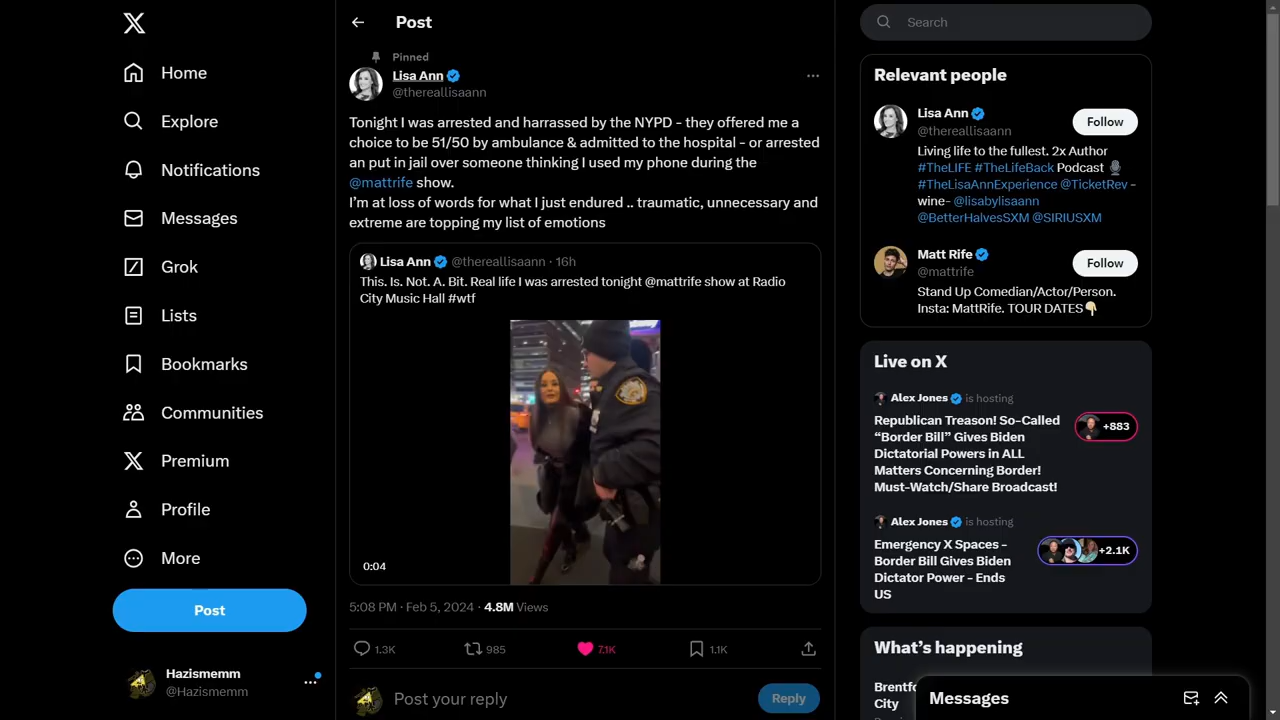 Home
Explore
Notifications
Messages
Grok
Lists
Bookmarks
Communities
Premium
Profile
More
Post
Hazismemm
@Hazismemm
Post
Pinned
Lisa Ann
@thereallisaann
Tonight I was arrested and harrassed by the NYPD - they offered me a
choice to be 51/50 by ambulance & admitted to the hospital - or arrested
an put in jail over someone thinking I used my phone during the
@mattrife show.
I'm at loss of words for what I just endured .. traumatic, unnecessary and
extreme are topping my list of emotions
Lisa Ann @thereallisaann · 16h
This. Is. Not. A. Bit. Real life I was arrested tonight @mattrife show at Radio
City Music Hall #wtf
0:04
5:08 PM · Feb 5, 2024 · 4.8M Views
1.3K 985 7.1K 1.1K
Post your reply
Reply
Search
Relevant people
Lisa Ann
@thereallisaann
Follow
Living life to the fullest. 2x Author
#TheLIFE #TheLifeBack Podcast
#TheLisaAnnExperience @TicketRev -
wine- @lisabylisaann
@BetterHalvesSXM @SIRIUSXM
Matt Rife
@mattrife
Follow
Stand Up Comedian/Actor/Person.
Insta: MattRife. TOUR DATES
Live on X
Alex Jones is hosting
Republican Treason! So-Called
“Border Bill” Gives Biden
Dictatorial Powers in ALL
Matters Concerning Border!
Must-Watch/Share Broadcast!
+883
Alex Jones is hosting
Emergency X Spaces -
Border Bill Gives Biden
Dictator Power - Ends
US
+2.1K
What's happening
City
Messages